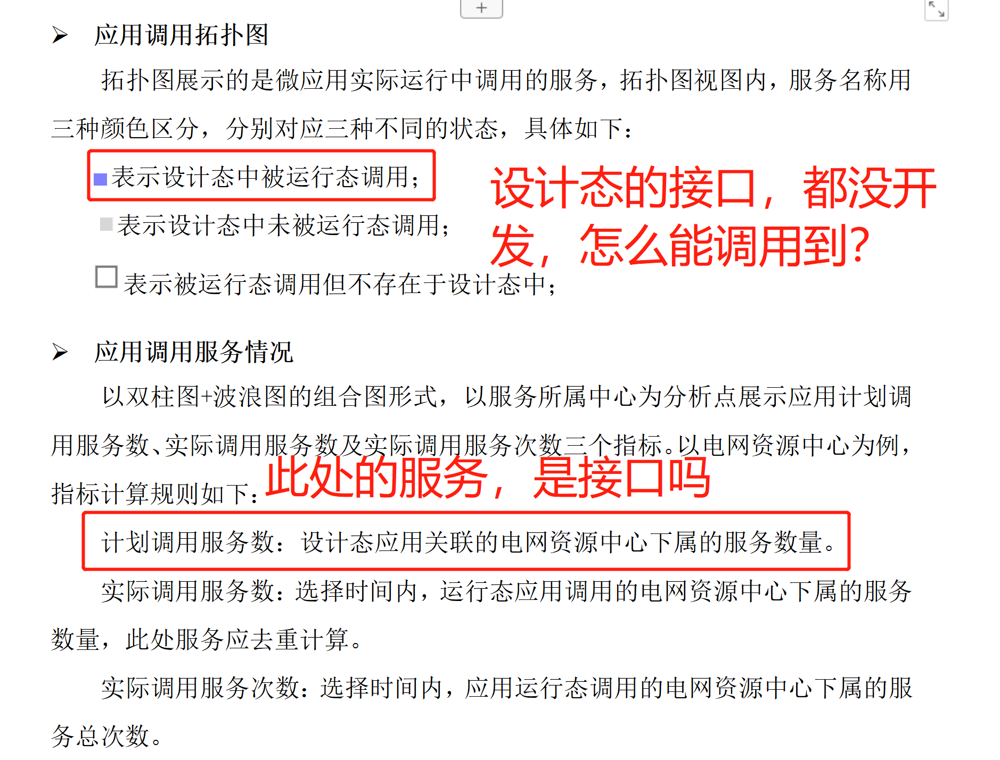 ➢ 应用调用拓扑图
拓扑图展示的是微应用实际运行中调用的服务，拓扑图视图内，服务名称用
三种颜色区分，分别对应三种不同的状态，具体如下：
表示设计态中被运行态调用；
表示设计态中未被运行态调用；
设计态的接口，都没开
发，怎么能调用到？
表示被运行态调用但不存在于设计态中；
➢ 应用调用服务情况
以双柱图+波浪图的组合图形式，以服务所属中心为分析点展示应用计划调
用服务数、实际调用服务数及实际调用服务次数三个指标。以电网资源中心为例，
指标计算规则如下：
此处的服务，是接口吗
计划调用服务数：设计态应用关联的电网资源中心下属的服务数量。
实际调用服务数：选择时间内，运行态应用调用的电网资源中心下属的服务
数量，此处服务应去重计算。
实际调用服务次数：选择时间内，应用运行态调用的电网资源中心下属的服
务总次数。